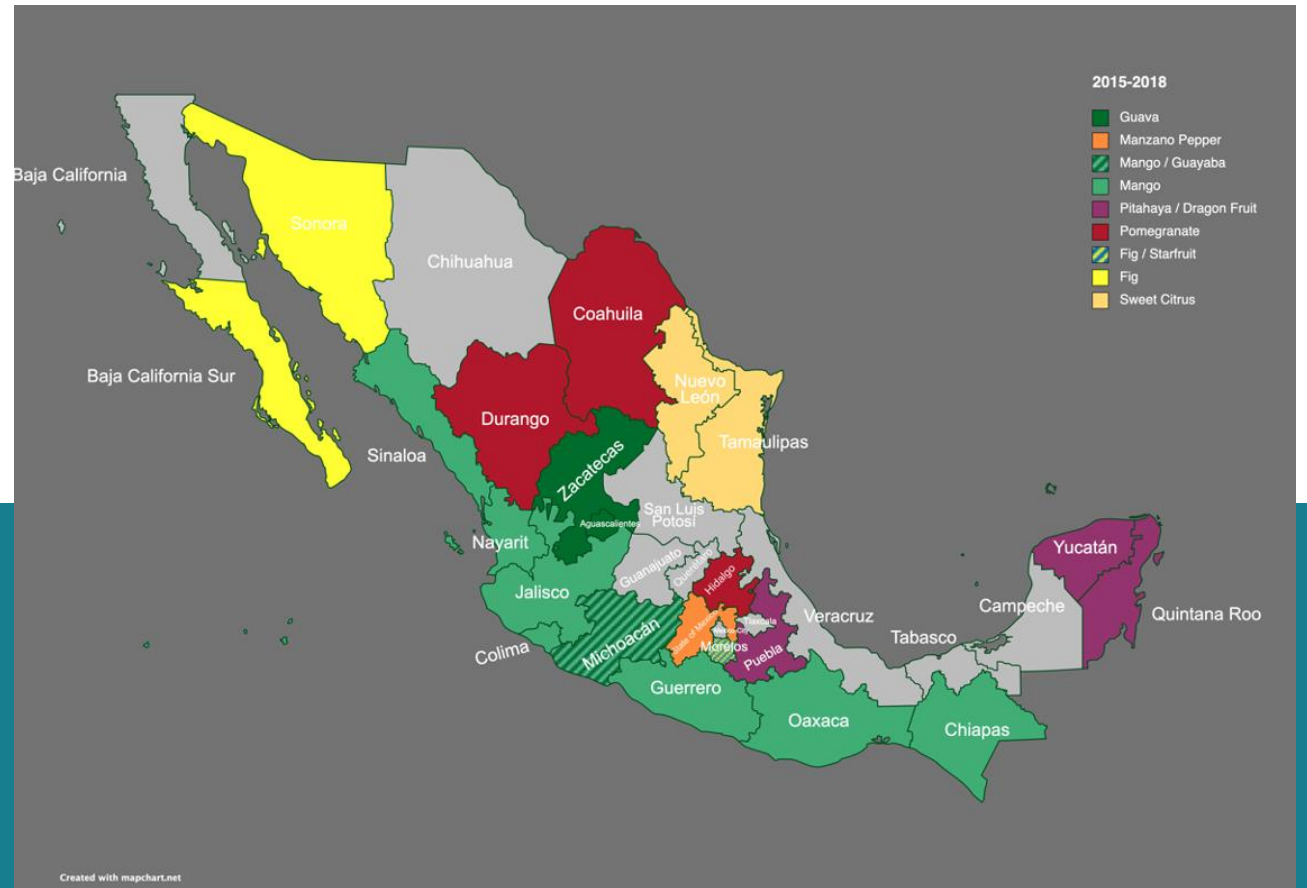 2015-2018
Guava
Manzano Pepper
Mango / Guayaba
Mango
Pitahaya / Dragon Fruit
Pomegranate
Fig / Starfruit
Fig
Sweet Citrus
Baja California
Sonora
Chihuahua
Coahuila
Baja California Sur
Nuevo
León
Durango
Tamaulipas
Sinaloa
Zacatecas
San Luis
Potosí
Aguascalientes
Nayarit
Guanajuato
Querétaro
Hidalgo
Yucatán
Jalisco
Campeche
Quintana Roo
Veracruz
Tlaxcala
State of Mexico
Mexico City
Tabasco
Colima
Michoacán
Morelos
Puebla
Guerrero
Oaxaca
Chiapas
Created with mapchart.net